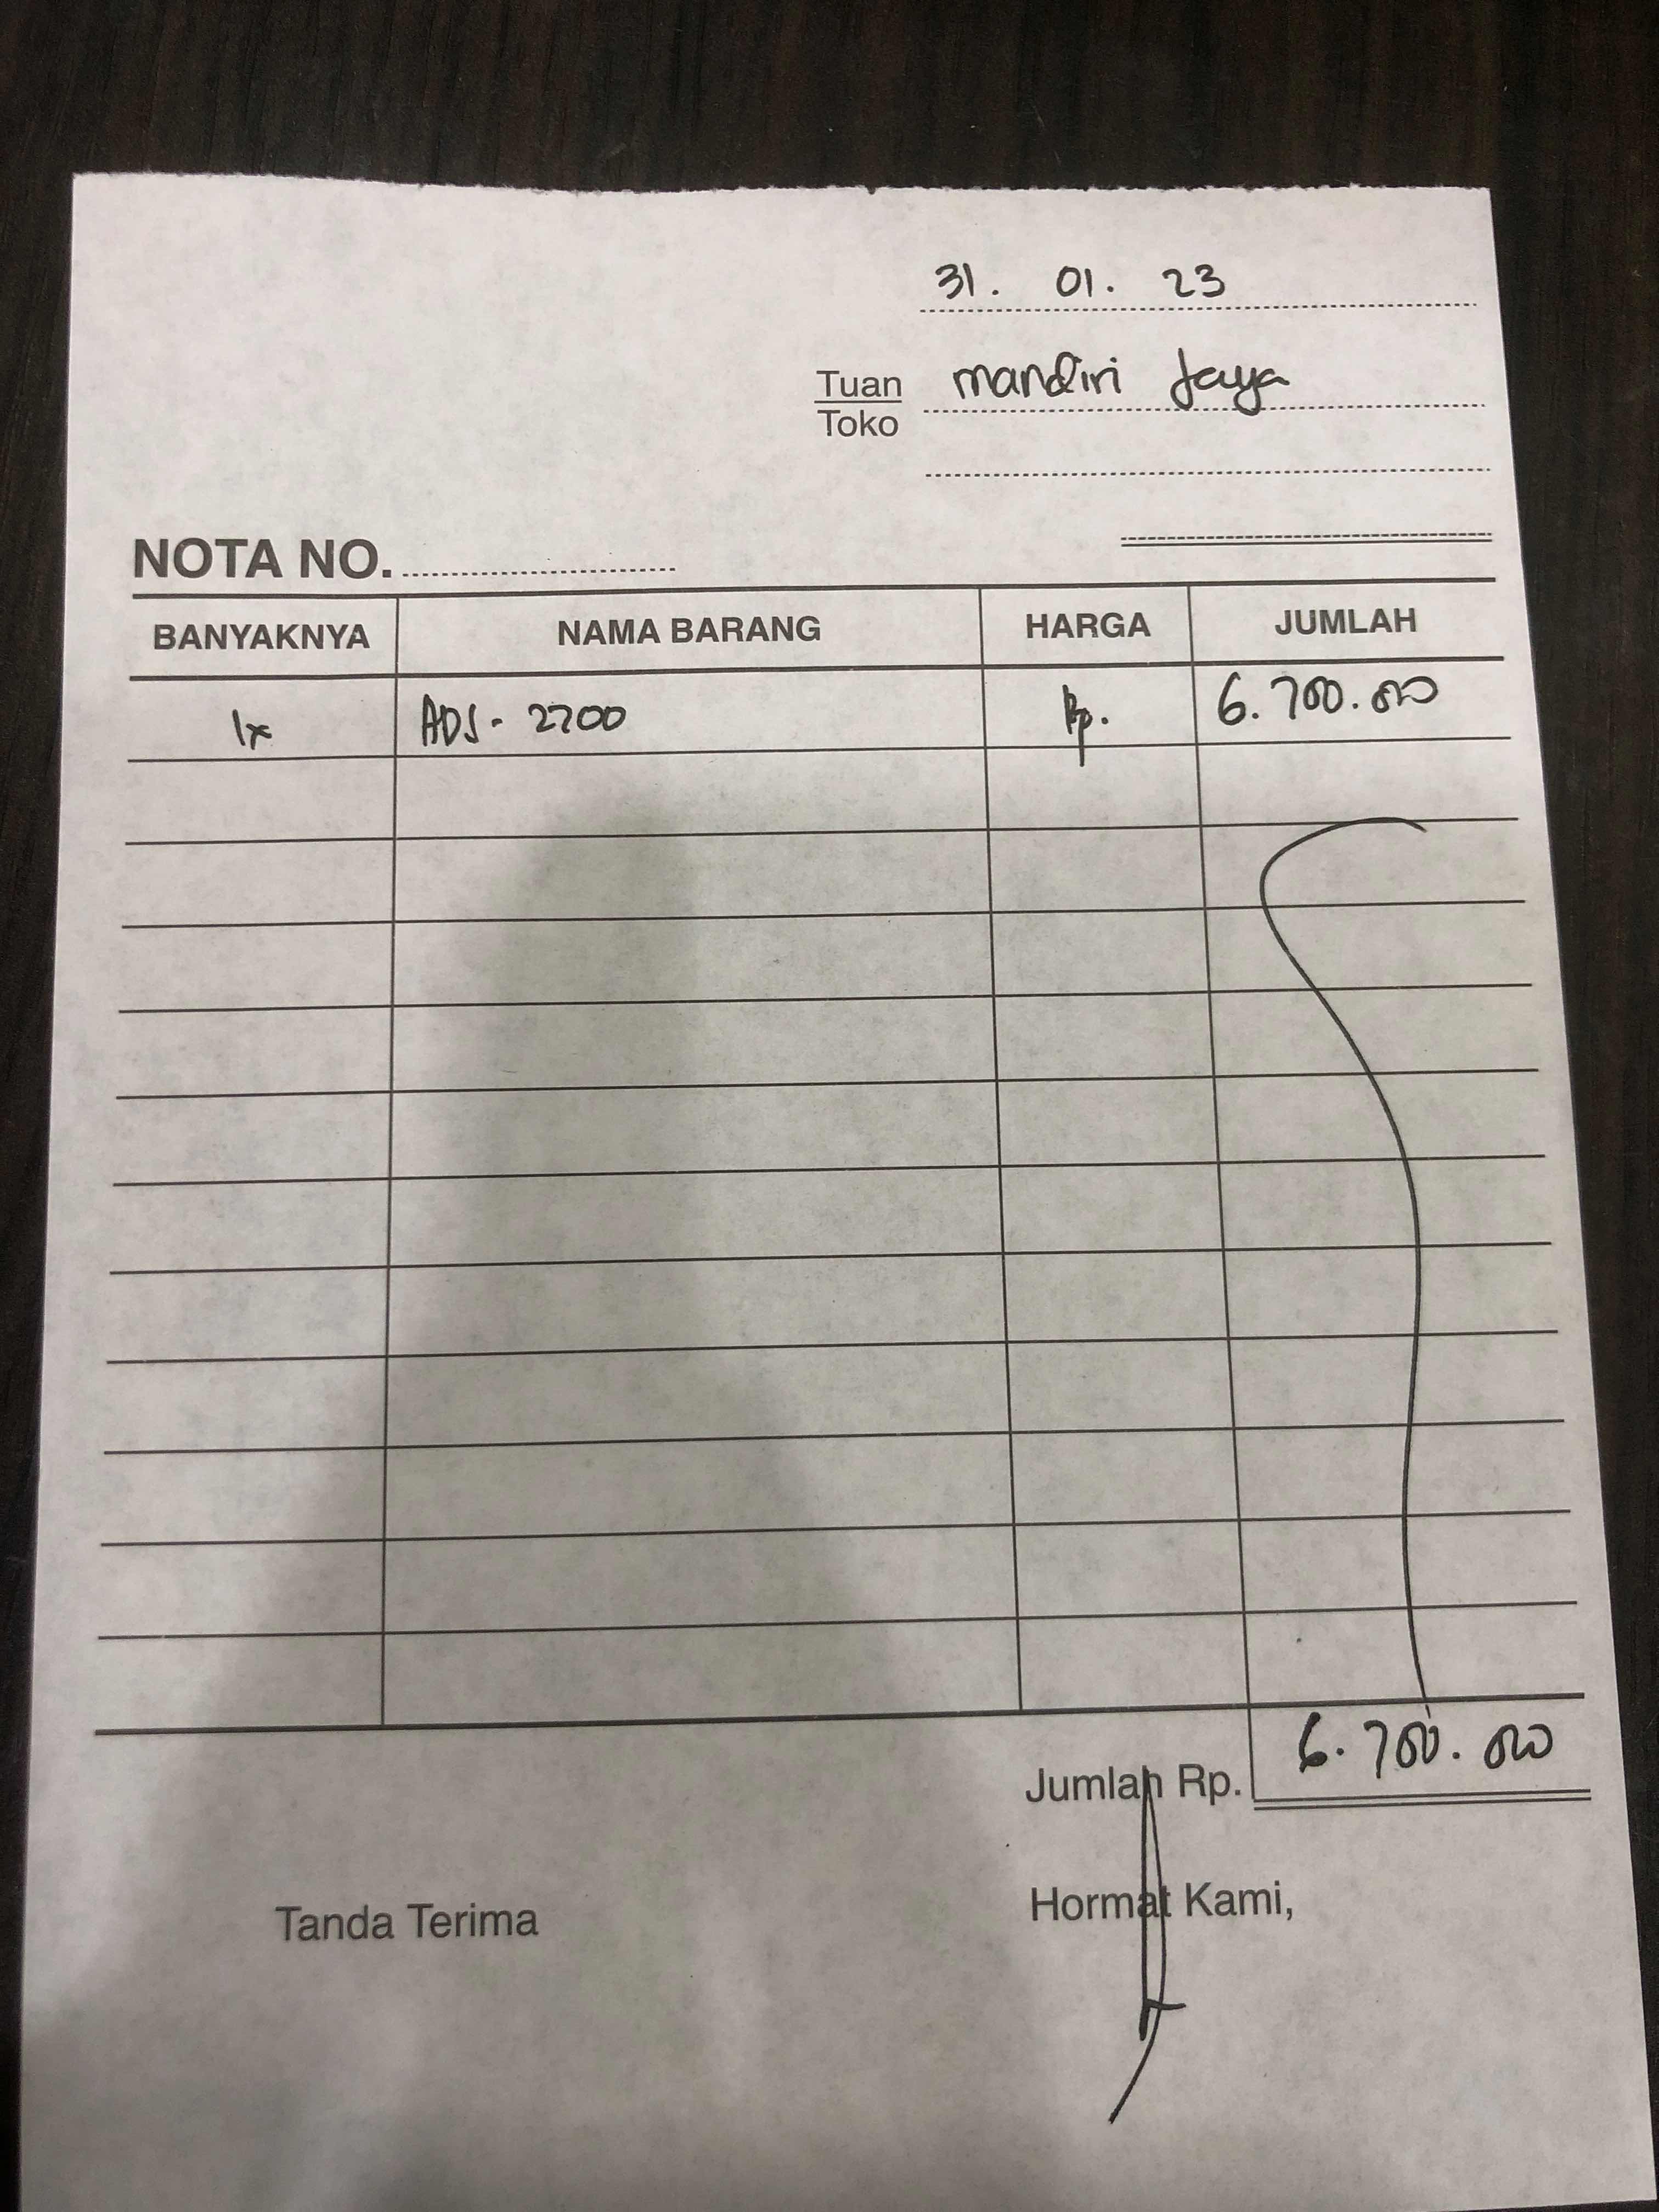 31. 01. 23
Tuan mandiri Jaya
Toko
NOTA NO.
BANYAKNYA NAMA BARANG HARGA JUMLAH
1x ADS - 2700 Rp. 6.700.000
Jumlah Rp. 6.700.000
Tanda Terima Hormat Kami,